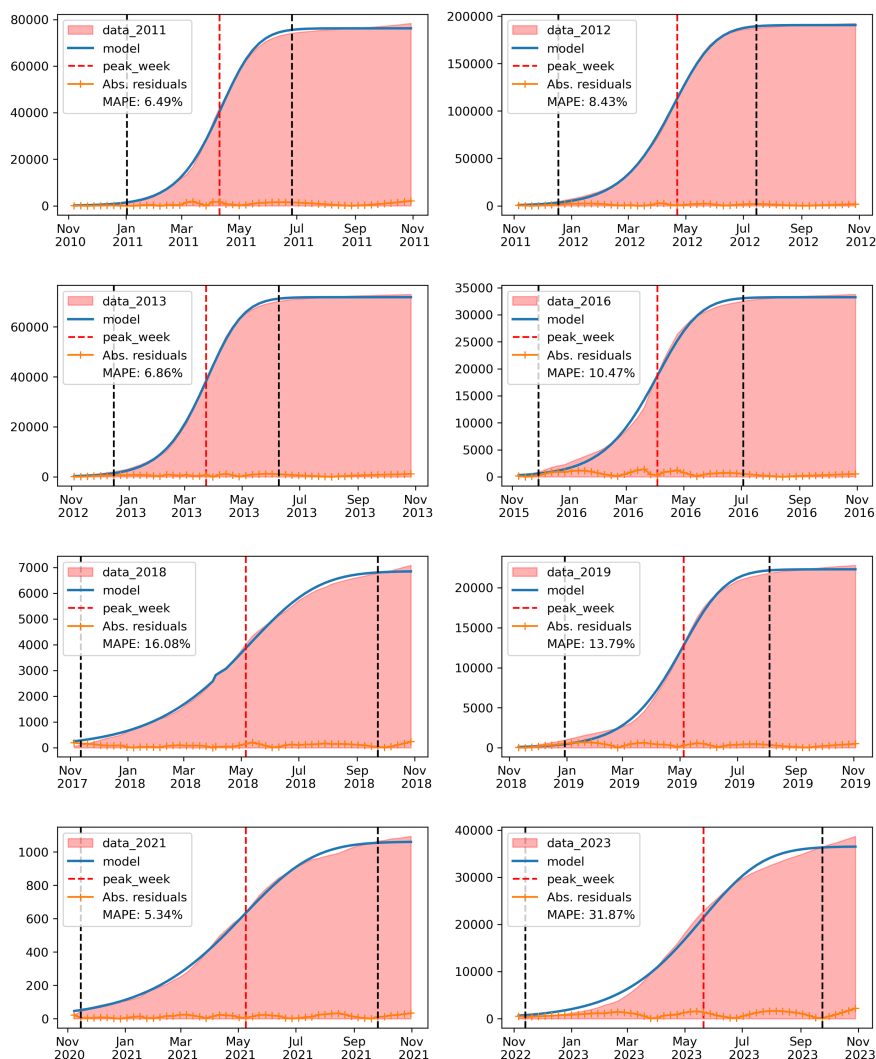 data_2011
model
peak_week
Abs. residuals
MAPE: 6.49%
80000
60000
40000
20000
0
Nov 2010
Jan 2011
Mar 2011
May 2011
Jul 2011
Sep 2011
Nov 2011
data_2012
model
peak_week
Abs. residuals
MAPE: 8.43%
200000
150000
100000
50000
0
Nov 2011
Jan 2012
Mar 2012
May 2012
Jul 2012
Sep 2012
Nov 2012
data_2013
model
peak_week
Abs. residuals
MAPE: 6.86%
60000
40000
20000
0
Nov 2012
Jan 2013
Mar 2013
May 2013
Jul 2013
Sep 2013
Nov 2013
data_2016
model
peak_week
Abs. residuals
MAPE: 10.47%
35000
30000
25000
20000
15000
10000
5000
0
Nov 2015
Jan 2016
Mar 2016
May 2016
Jul 2016
Sep 2016
Nov 2016
data_2018
model
peak_week
Abs. residuals
MAPE: 16.08%
7000
6000
5000
4000
3000
2000
1000
0
Nov 2017
Jan 2018
Mar 2018
May 2018
Jul 2018
Sep 2018
Nov 2018
data_2019
model
peak_week
Abs. residuals
MAPE: 13.79%
20000
15000
10000
5000
0
Nov 2018
Jan 2019
Mar 2019
May 2019
Jul 2019
Sep 2019
Nov 2019
data_2021
model
peak_week
Abs. residuals
MAPE: 5.34%
1000
800
600
400
200
0
Nov 2020
Jan 2021
Mar 2021
May 2021
Jul 2021
Sep 2021
Nov 2021
data_2023
model
peak_week
Abs. residuals
MAPE: 31.87%
40000
30000
20000
10000
0
Nov 2022
Jan 2023
Mar 2023
May 2023
Jul 2023
Sep 2023
Nov 2023